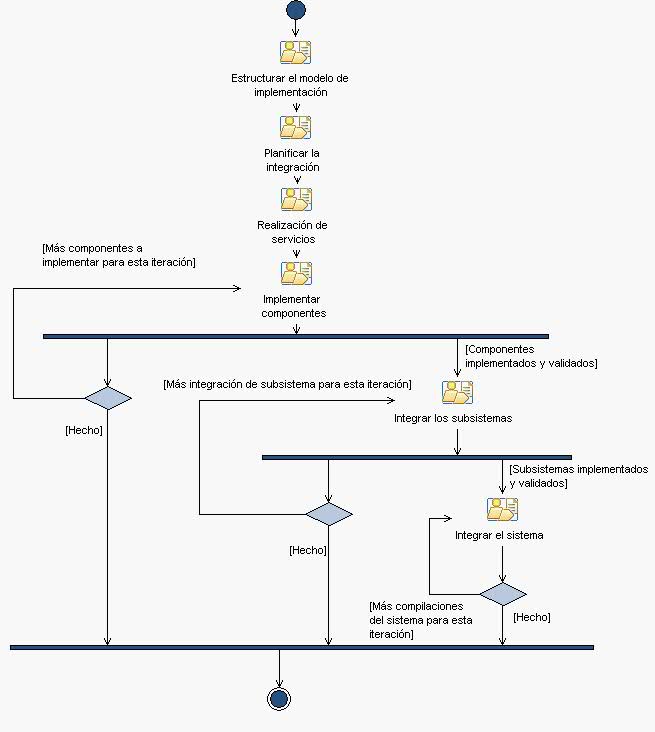 Estructurar el modelo de
implementación
Planificar la
integración
Realización de
servicios
[Más componentes a
implementar para esta iteración]
Implementar
componentes
[Componentes
implementados y validados]
[Más integración de subsistema para esta iteración]
Integrar los subsistemas
[Hecho]
[Subsistemas implementados
y validados]
Integrar el sistema
[Hecho]
[Más compilaciones
del sistema para esta
iteración]
[Hecho]